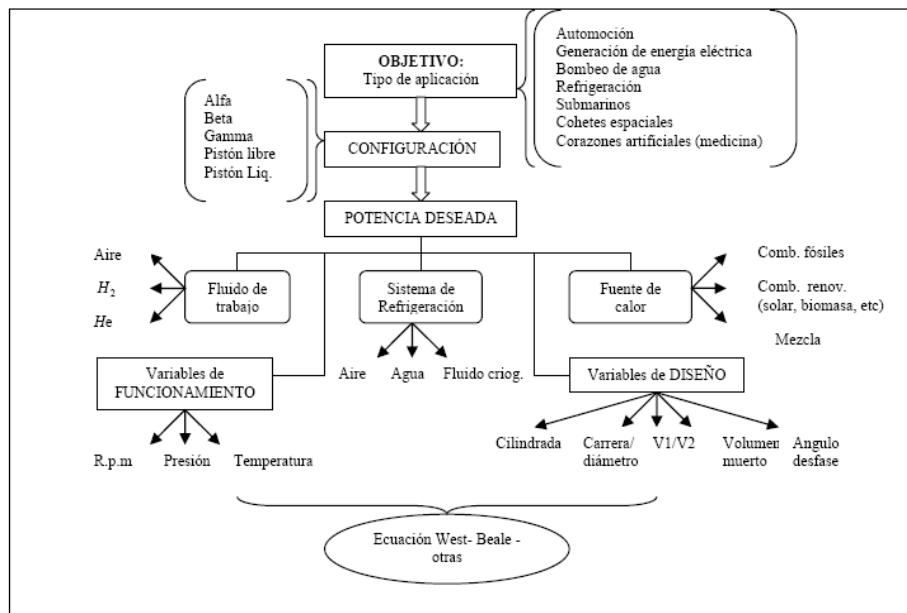 OBJETIVO:
Tipo de aplicación
Automoción
Generación de energía eléctrica
Bombeo de agua
Refrigeración
Submarinos
Cohetes espaciales
Corazones artificiales (medicina)
Alfa
Beta
Gamma
Pistón libre
Pistón Liq.
CONFIGURACIÓN
POTENCIA DESEADA
Aire
H₂
He
Fluido de
trabajo
Sistema de
Refrigeración
Fuente de
calor
Comb. fósiles
Comb. renov.
(solar, biomasa, etc)
Mezcla
Aire
Agua
Fluido criog.
Variables de
FUNCIONAMIENTO
Variables de DISEÑO
R.p.m
Presión
Temperatura
Cilindrada
Carrera/
diámetro
V1/V2
Volumen
muerto
Angulo
desfase
Ecuación West- Beale -
otras